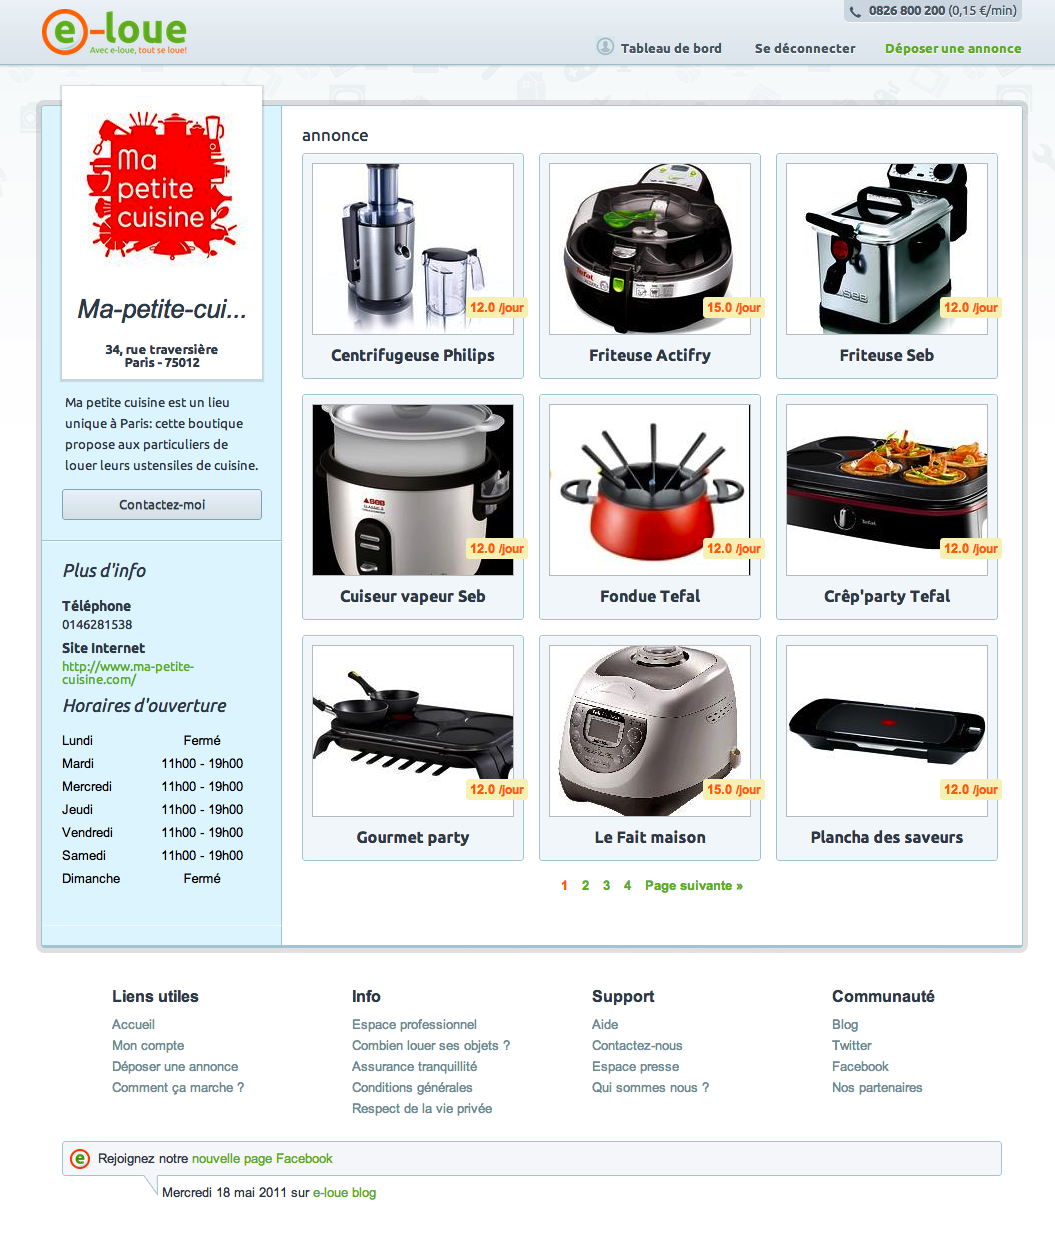 e-loue
Avec e-loue, tout se loue!
0826 800 200 (0,15 €/min)
Tableau de bord
Se déconnecter
Déposer une annonce
Ma
petite
cuisine
Ma-petite-cui...
34, rue traversière
Paris - 75012
Ma petite cuisine est un lieu
unique à Paris: cette boutique
propose aux particuliers de
louer leurs ustensiles de cuisine.
Contactez-moi
Plus d'info
Téléphone
0146281538
Site Internet
http://www.ma-petite-
cuisine.com/
Horaires d'ouverture
Lundi Fermé
Mardi 11h00 - 19h00
Mercredi 11h00 - 19h00
Jeudi 11h00 - 19h00
Vendredi 11h00 - 19h00
Samedi 11h00 - 19h00
Dimanche Fermé
annonce
12.0 /jour
Centrifugeuse Philips
Tefal
15.0 /jour
Friteuse Actifry
SEB
12.0 /jour
Friteuse Seb
SEB
12.0 /jour
Cuiseur vapeur Seb
12.0 /jour
Fondue Tefal
Tefal
12.0 /jour
Crêp'party Tefal
12.0 /jour
Gourmet party
15.0 /jour
Le Fait maison
12.0 /jour
Plancha des saveurs
1 2 3 4 Page suivante »
Liens utiles
Accueil
Mon compte
Déposer une annonce
Comment ça marche ?
Info
Espace professionnel
Combien louer ses objets ?
Assurance tranquillité
Conditions générales
Respect de la vie privée
Support
Aide
Contactez-nous
Espace presse
Qui sommes nous ?
Communauté
Blog
Twitter
Facebook
Nos partenaires
e
Rejoignez notre nouvelle page Facebook
Mercredi 18 mai 2011 sur e-loue blog